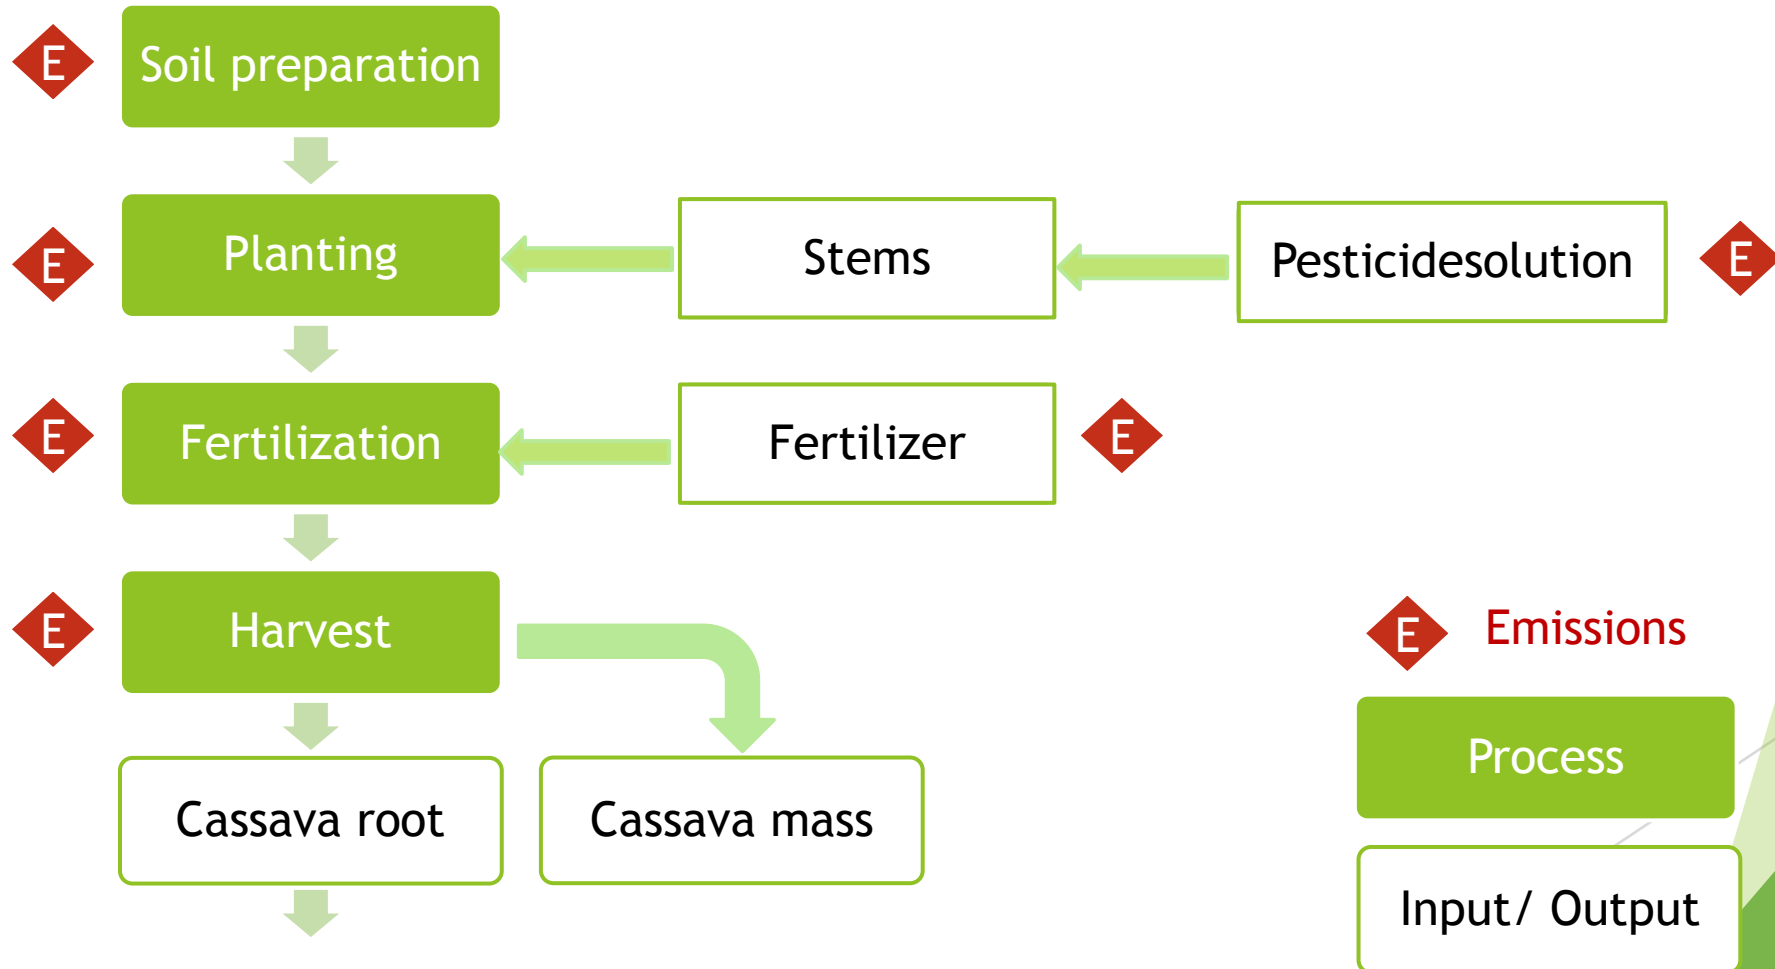 E
Soil preparation
E
Planting
Stems
Pesticidesolution
E
E
Fertilization
Fertilizer
E
E
Harvest
E
Emissions
Process
Cassava root
Cassava mass
Input/ Output